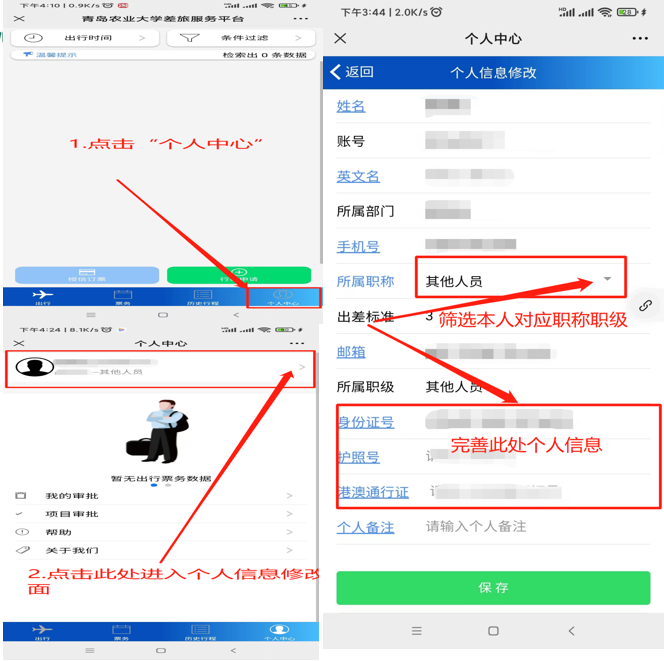 下午4:10 | 0.9K/s
青岛农业大学差旅服务平台
出行时间
条件过滤
温馨提示
检索出 0 条数据
1.点击“个人中心”
出行
票务
历史行程
个人中心
下午4:24 | 8.1K/s
个人中心
—其他人员
暂无出行票务数据
我的审批
项目审批
帮助
关于我们
2.点击此处进入个人信息修改
面
出行
票务
历史行程
个人中心
下午3:44 | 2.0K/s
个人中心
返回
个人信息修改
姓名
账号
英文名
所属部门
手机号
所属职称
其他人员
出差标准
3
筛选本人对应职称职级
邮箱
所属职级
其他人员
身份证号
完善此处个人信息
护照号
港澳通行证
个人备注
请输入个人备注
保存